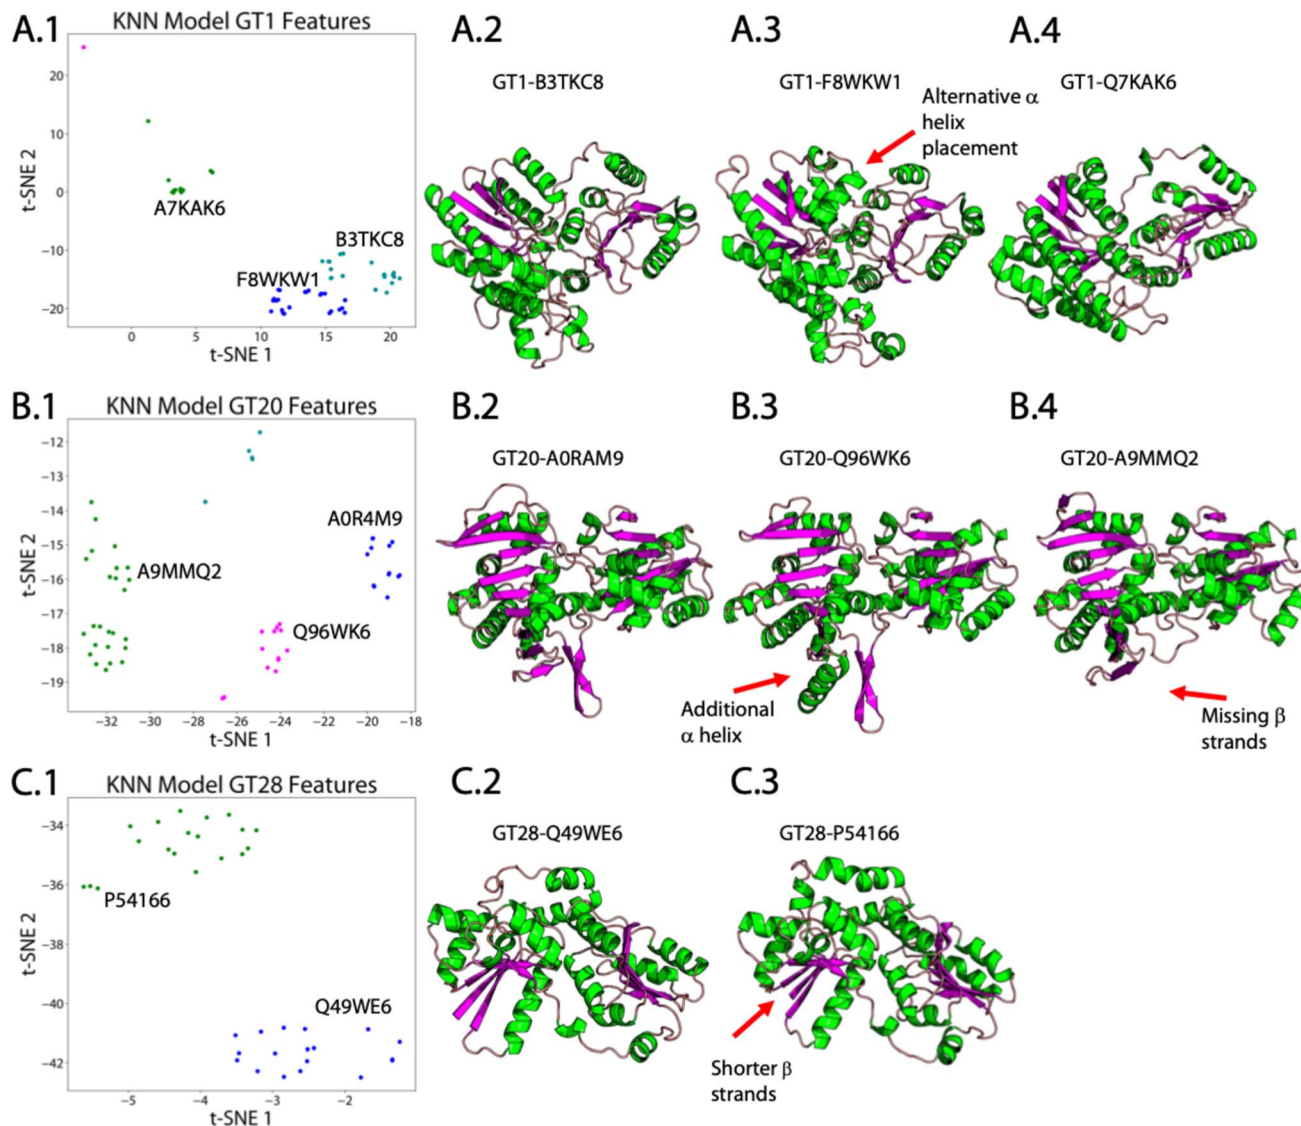 A.1
KNN Model GT1 Features
t-SNE 2
20
10
0
−10
−20
A7KAK6
B3TKC8
F8WKW1
0 5 10 15 20
t-SNE 1
A.2
GT1-B3TKC8
A.3
GT1-F8WKW1
Alternative α
helix
placement
A.4
GT1-Q7KAK6
B.1
KNN Model GT20 Features
t-SNE 2
−12
−13
−14
−15
−16
−17
−18
−19
A0R4M9
A9MMQ2
Q96WK6
−32 −30 −28 −26 −24 −22 −20 −18
t-SNE 1
B.2
GT20-A0RAM9
B.3
GT20-Q96WK6
Additional
α helix
B.4
GT20-A9MMQ2
Missing β
strands
C.1
KNN Model GT28 Features
t-SNE 2
−34
−36
−38
−40
−42
P54166
Q49WE6
−5 −4 −3 −2
t-SNE 1
C.2
GT28-Q49WE6
C.3
GT28-P54166
Shorter β
strands